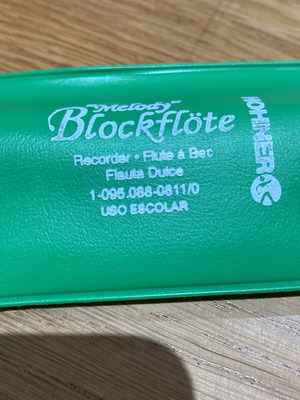 "Melody"
Blockflöte
Recorder • Flute á Bec
Flauta Dulce
1-095.088-0811/0
USO ESCOLAR
HOHNER